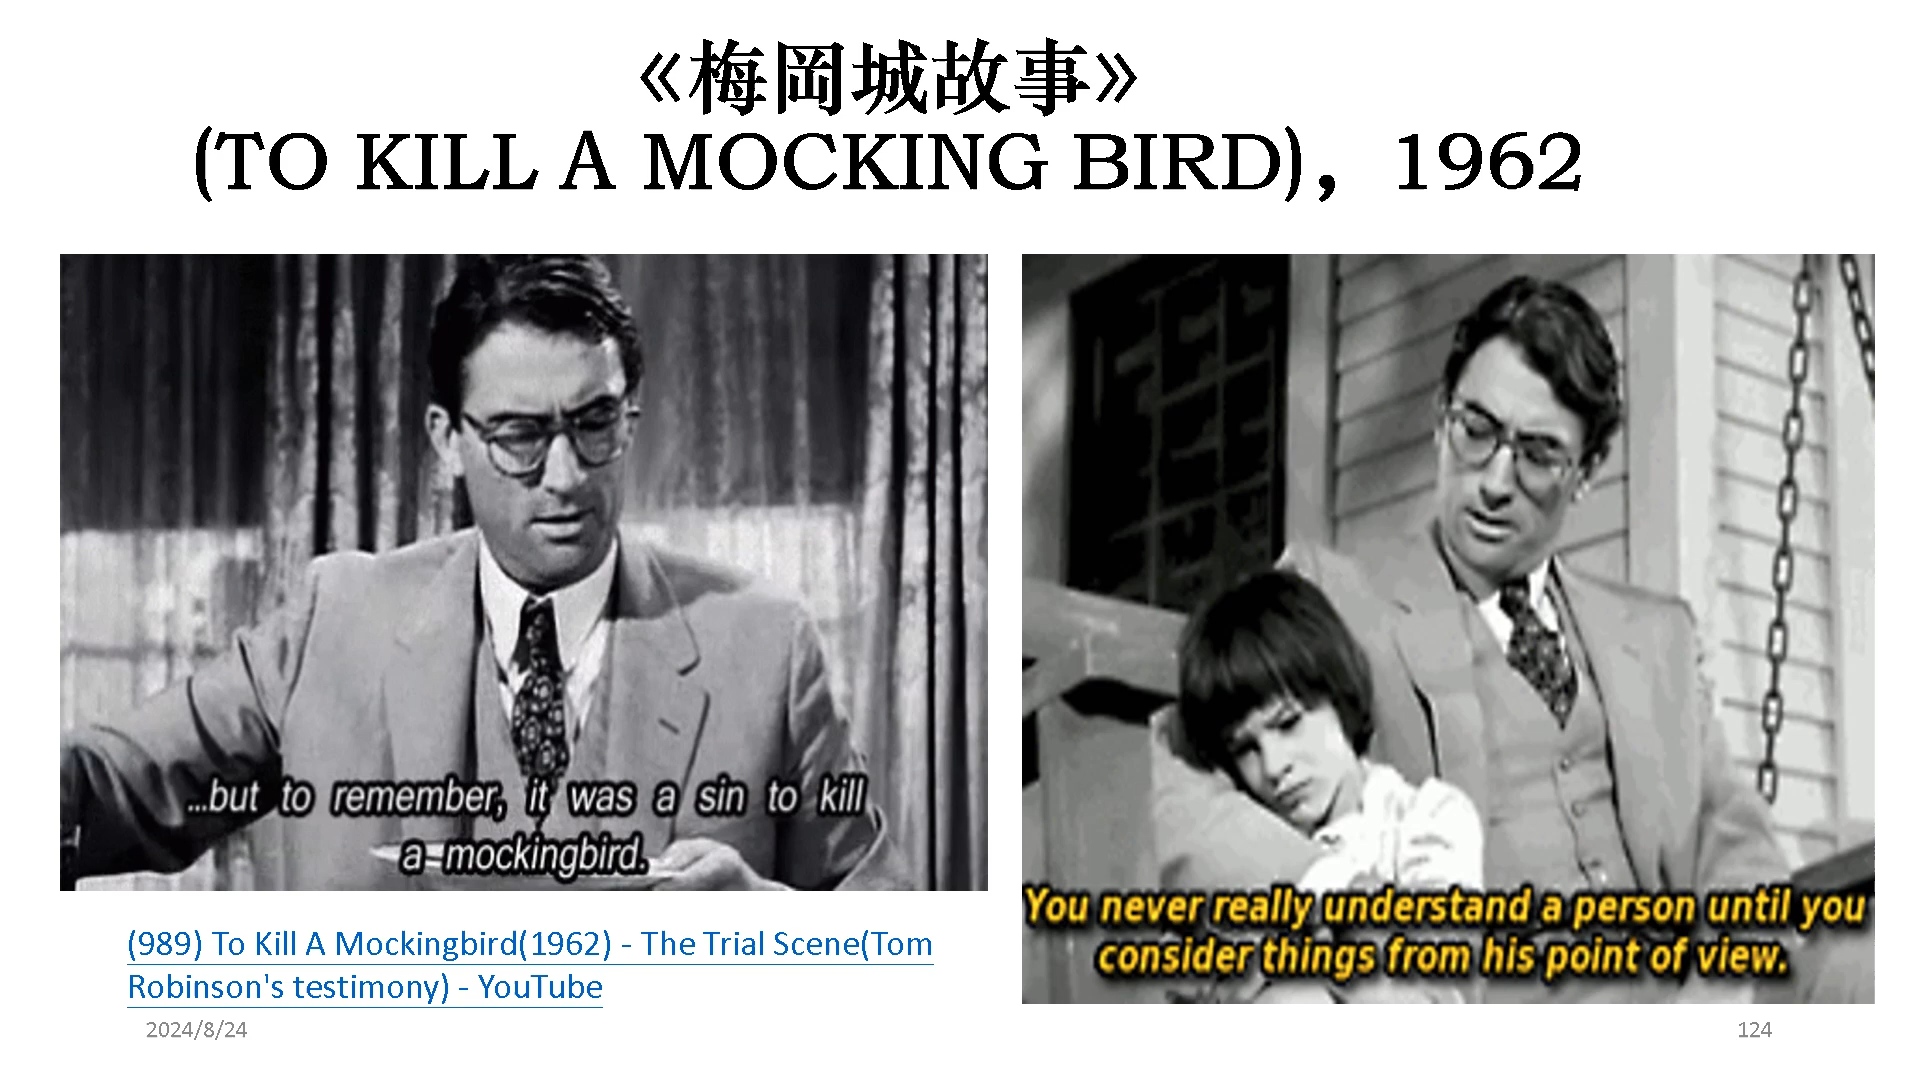 《梅岡城故事》
(TO KILL A MOCKING BIRD)，1962
...but to remember, it was a sin to kill
a mockingbird.
You never really understand a person until you
consider things from his point of view.
(989) To Kill A Mockingbird(1962) - The Trial Scene(Tom
Robinson's testimony) - YouTube
2024/8/24
124